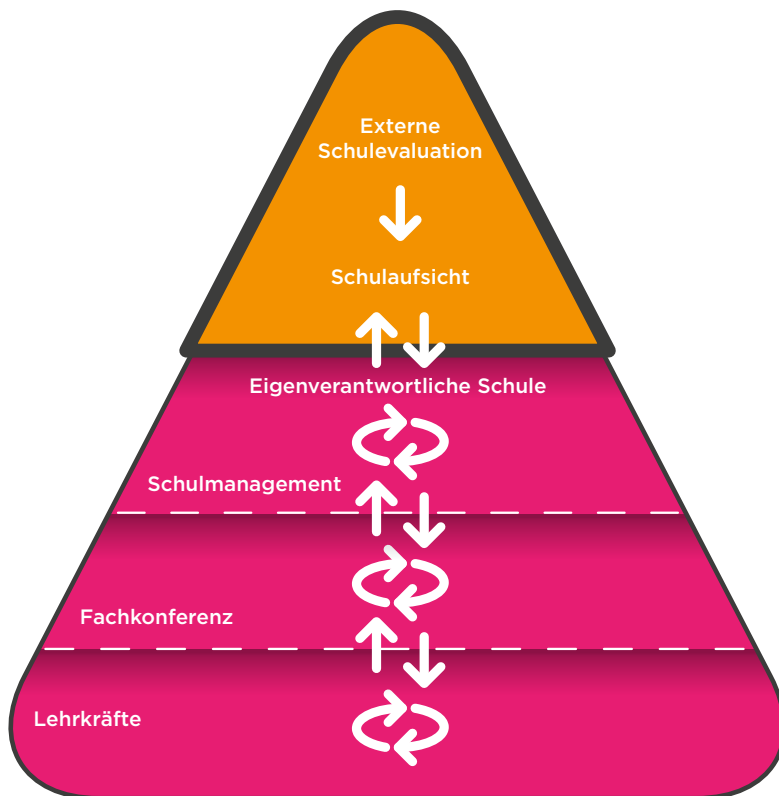 Externe
Schulevaluation
Schulaufsicht
Eigenverantwortliche Schule
Schulmanagement
Fachkonferenz
Lehrkräfte